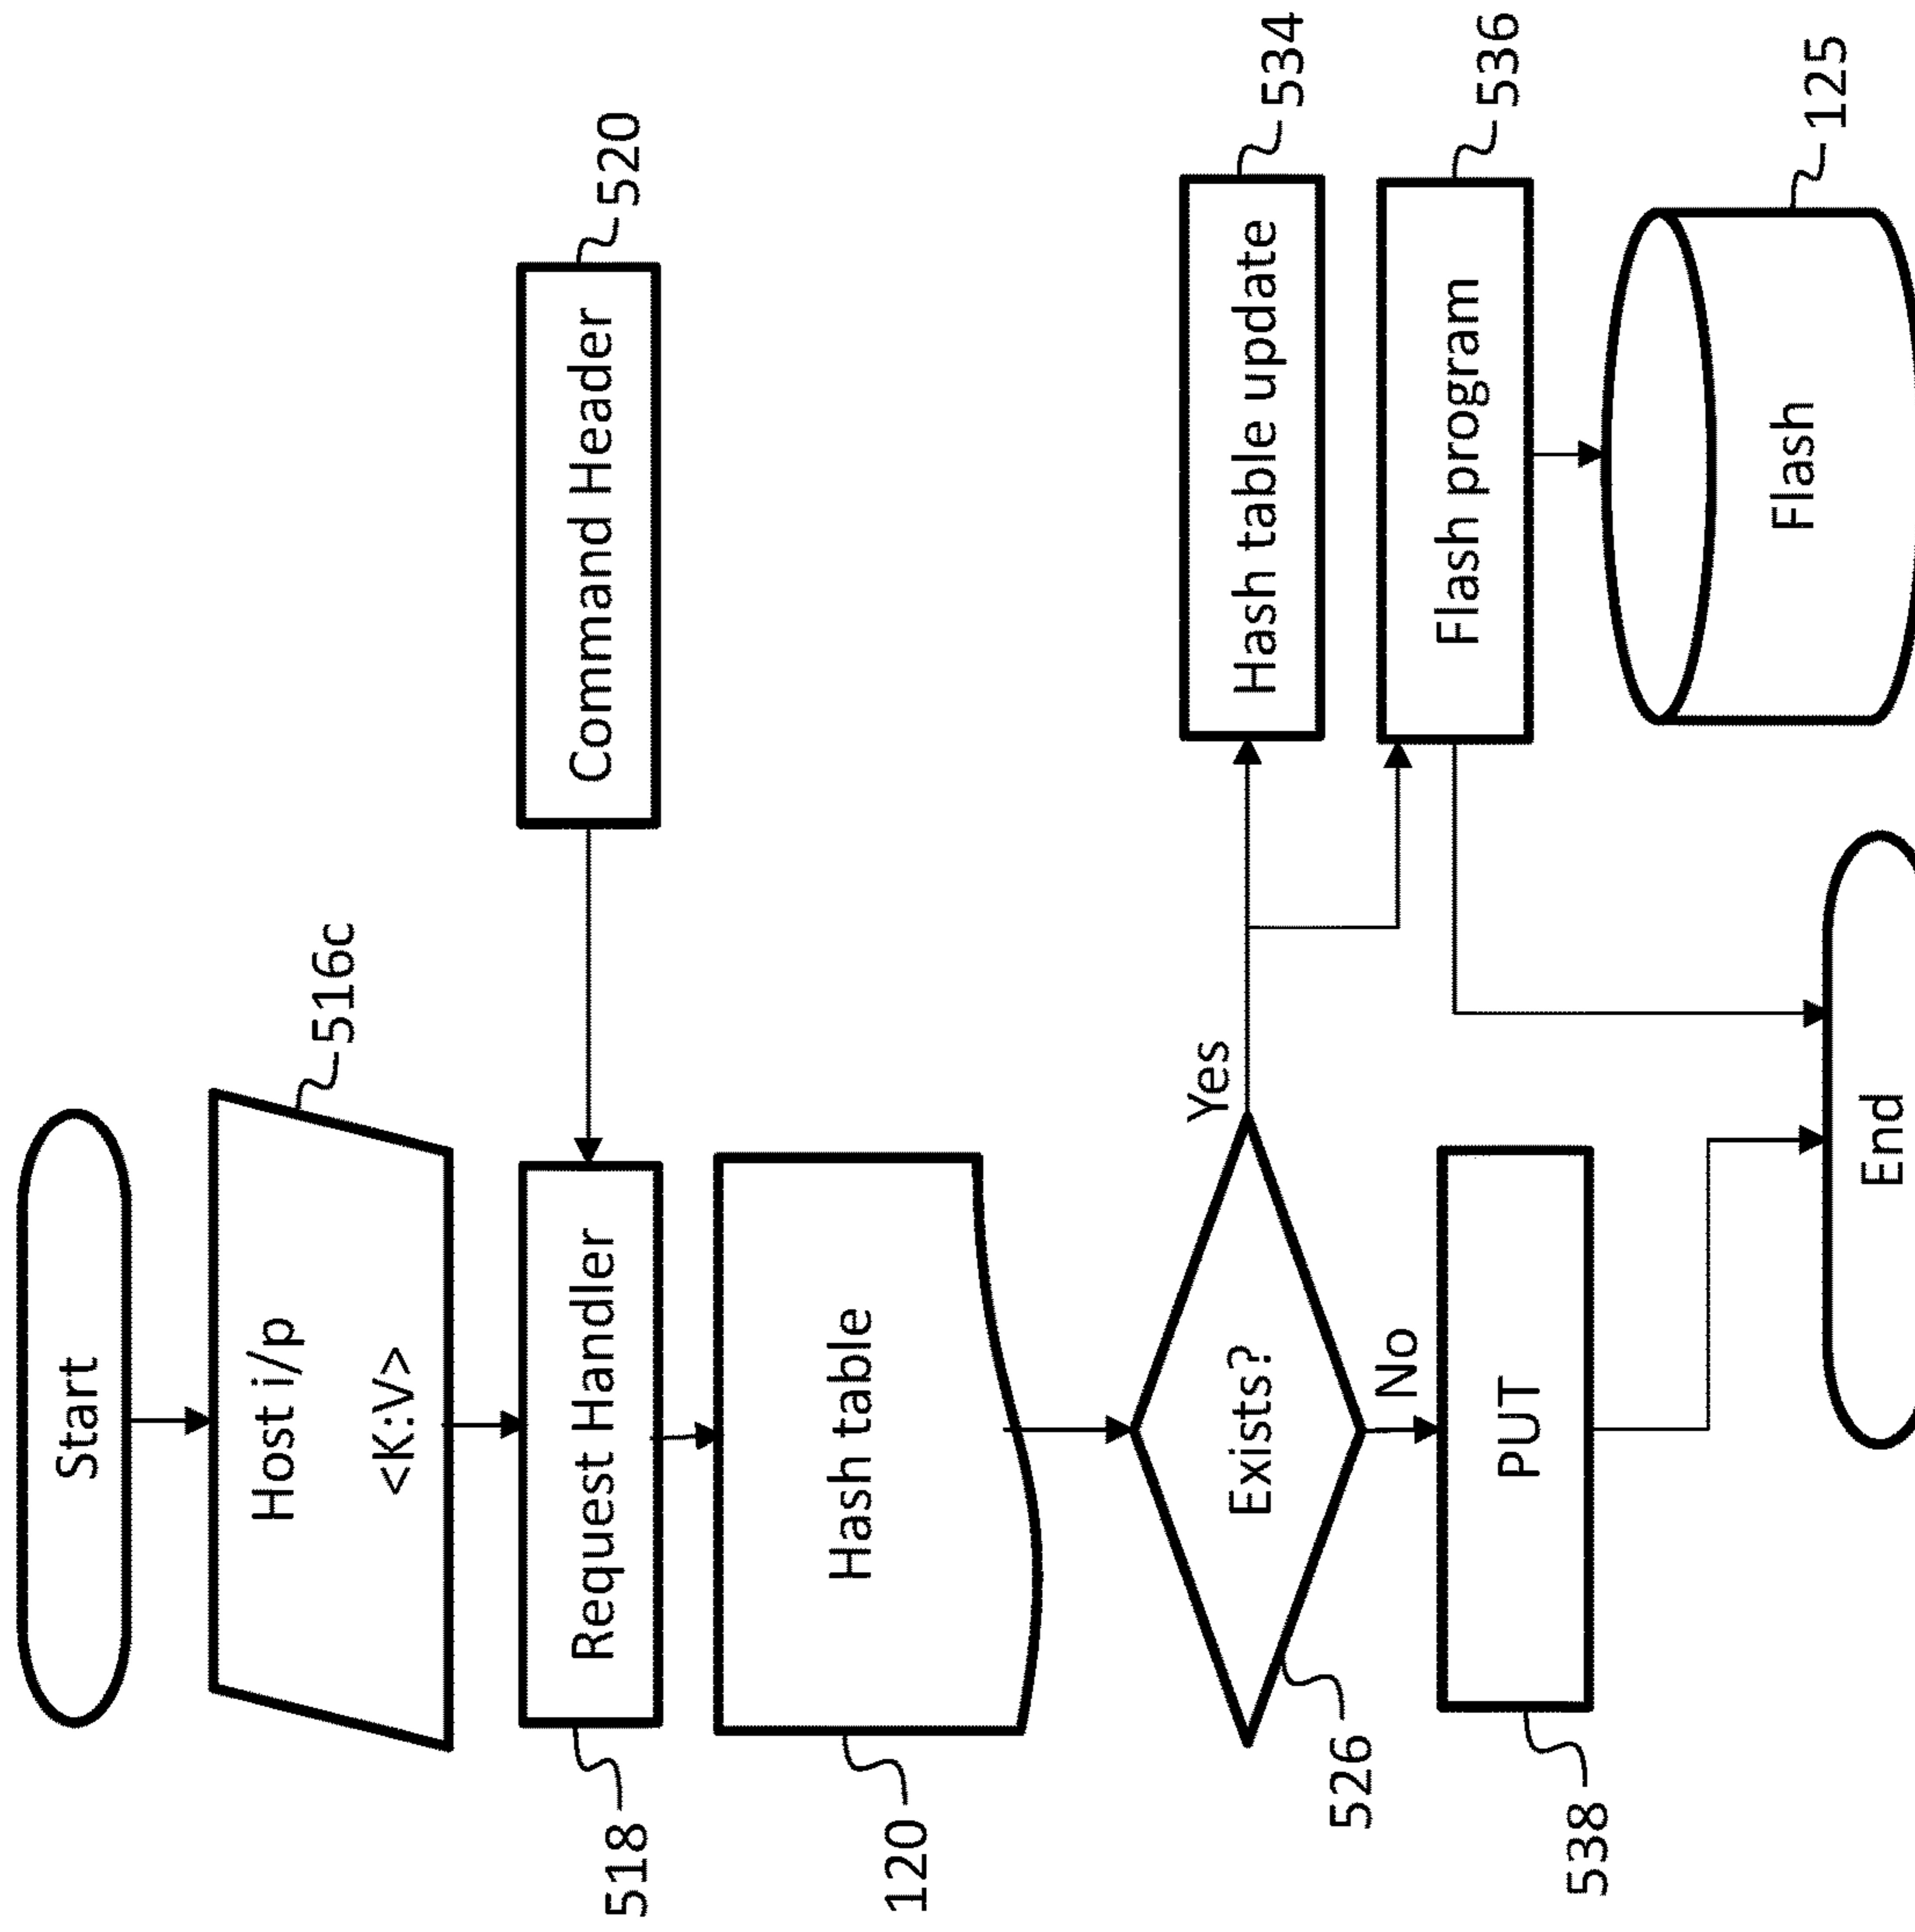 Start
Host i/p
<K:V>
516c
Request Handler
518
Command Header
520
Hash table
120
Exists?
526
Yes
No
Hash table update
534
Flash program
536
PUT
538
Flash
125
End